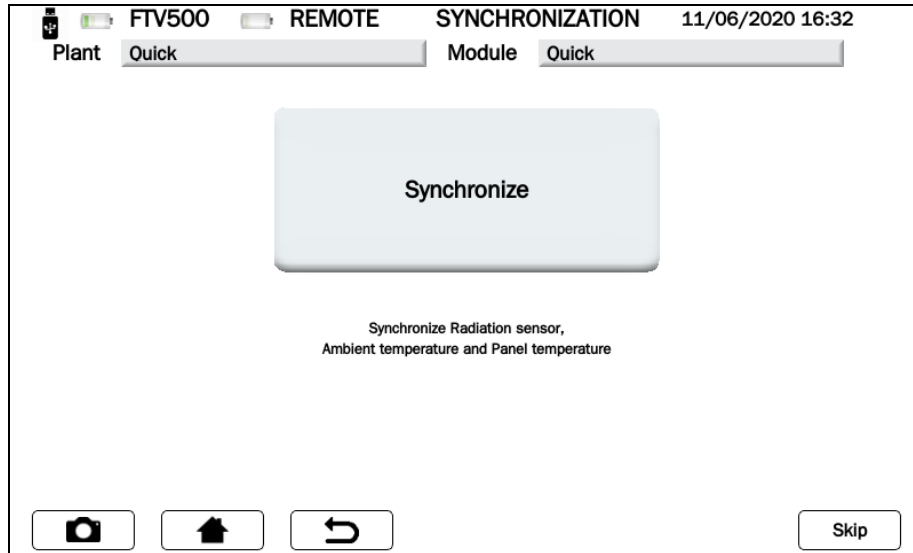 FTV500 REMOTE SYNCHRONIZATION 11/06/2020 16:32
Plant Quick Module Quick
Synchronize
Synchronize Radiation sensor,
Ambient temperature and Panel temperature
Skip